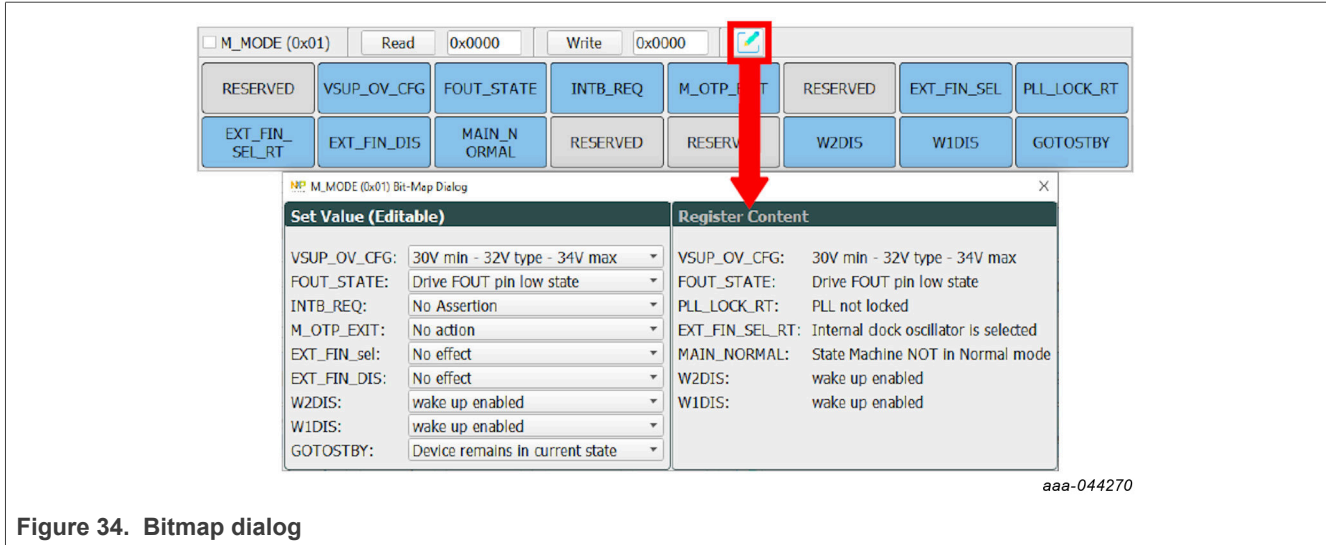 M_MODE (0x01) Read 0x0000 Write 0x0000
RESERVED VSUP_OV_CFG FOUT_STATE INTB_REQ M_OTP_E T RESERVED EXT_FIN_SEL PLL_LOCK_RT
EXT_FIN_ SEL_RT EXT_FIN_DIS MAIN_N ORMAL RESERVED RESERV W2DIS W1DIS GOTOSTBY
NXP M_MODE (0x01) Bit-Map Dialog X
Set Value (Editable) Register Content
VSUP_OV_CFG: 30V min - 32V type - 34V max VSUP_OV_CFG: 30V min - 32V type - 34V max
FOUT_STATE: Drive FOUT pin low state FOUT_STATE: Drive FOUT pin low state
INTB_REQ: No Assertion PLL_LOCK_RT: PLL not locked
M_OTP_EXIT: No action EXT_FIN_SEL_RT: Internal clock oscillator is selected
EXT_FIN_sel: No effect MAIN_NORMAL: State Machine NOT in Normal mode
EXT_FIN_DIS: No effect W2DIS: wake up enabled
W2DIS: wake up enabled W1DIS: wake up enabled
W1DIS: wake up enabled
GOTOSTBY: Device remains in current state
aaa-044270
Figure 34. Bitmap dialog